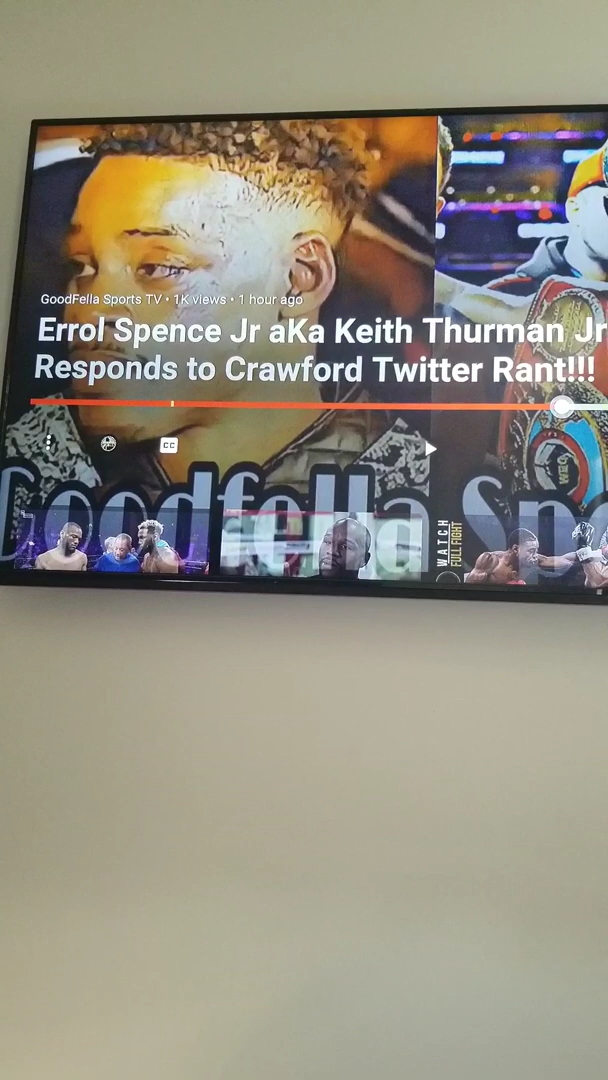 GoodFella Sports TV • 1K views • 1 hour ago
Errol Spence Jr aKa Keith Thurman Jr
Responds to Crawford Twitter Rant!!!
CC
Goodfella Spo
WATCH
FULL FIGHT